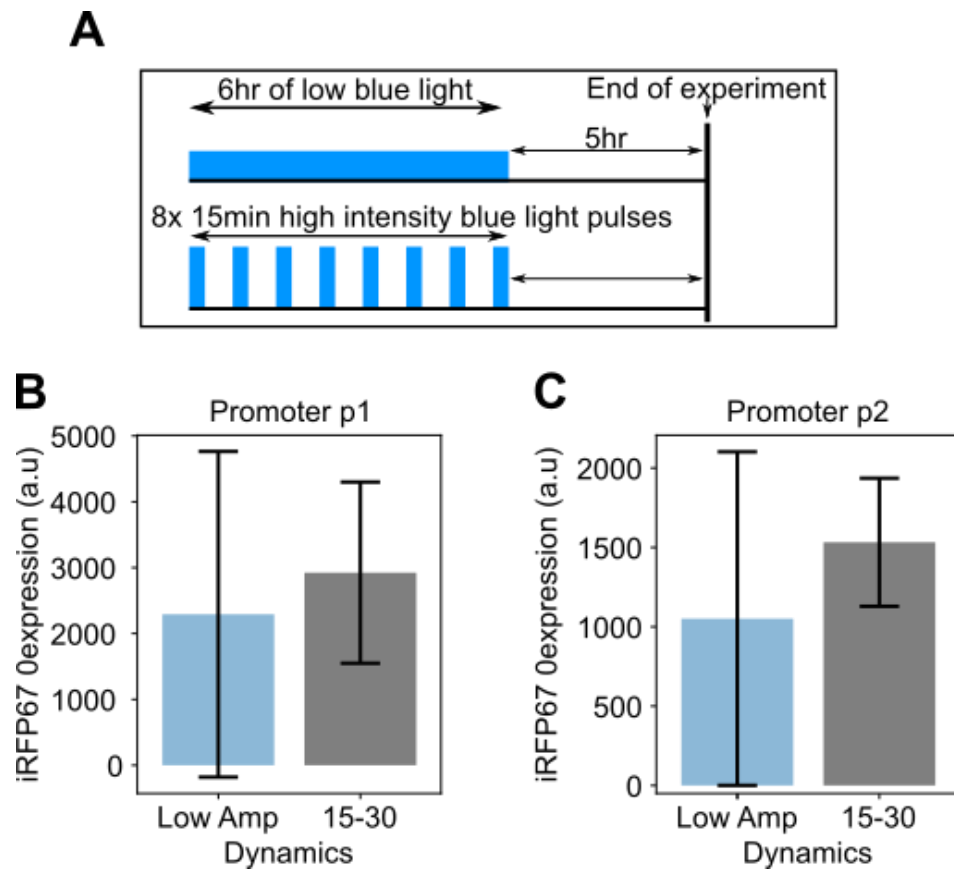 A
6hr of low blue light
End of experiment
5hr
8x 15min high intensity blue light pulses
B
Promoter p1
iRFP67 0expression (a.u)
5000
4000
3000
2000
1000
0
Low Amp
15-30
Dynamics
C
Promoter p2
iRFP67 0expression (a.u)
2000
1500
1000
500
0
Low Amp
15-30
Dynamics